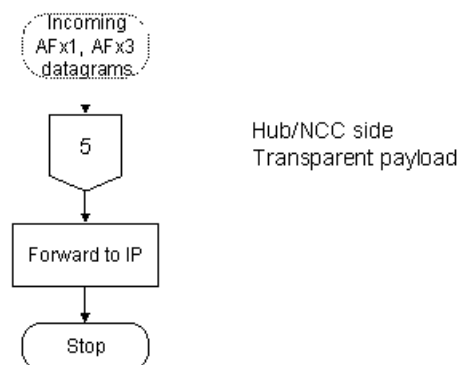 Incoming
AFx1, AFx3
datagrams
5
Hub/NCC side
Transparent payload
Forward to IP
Stop